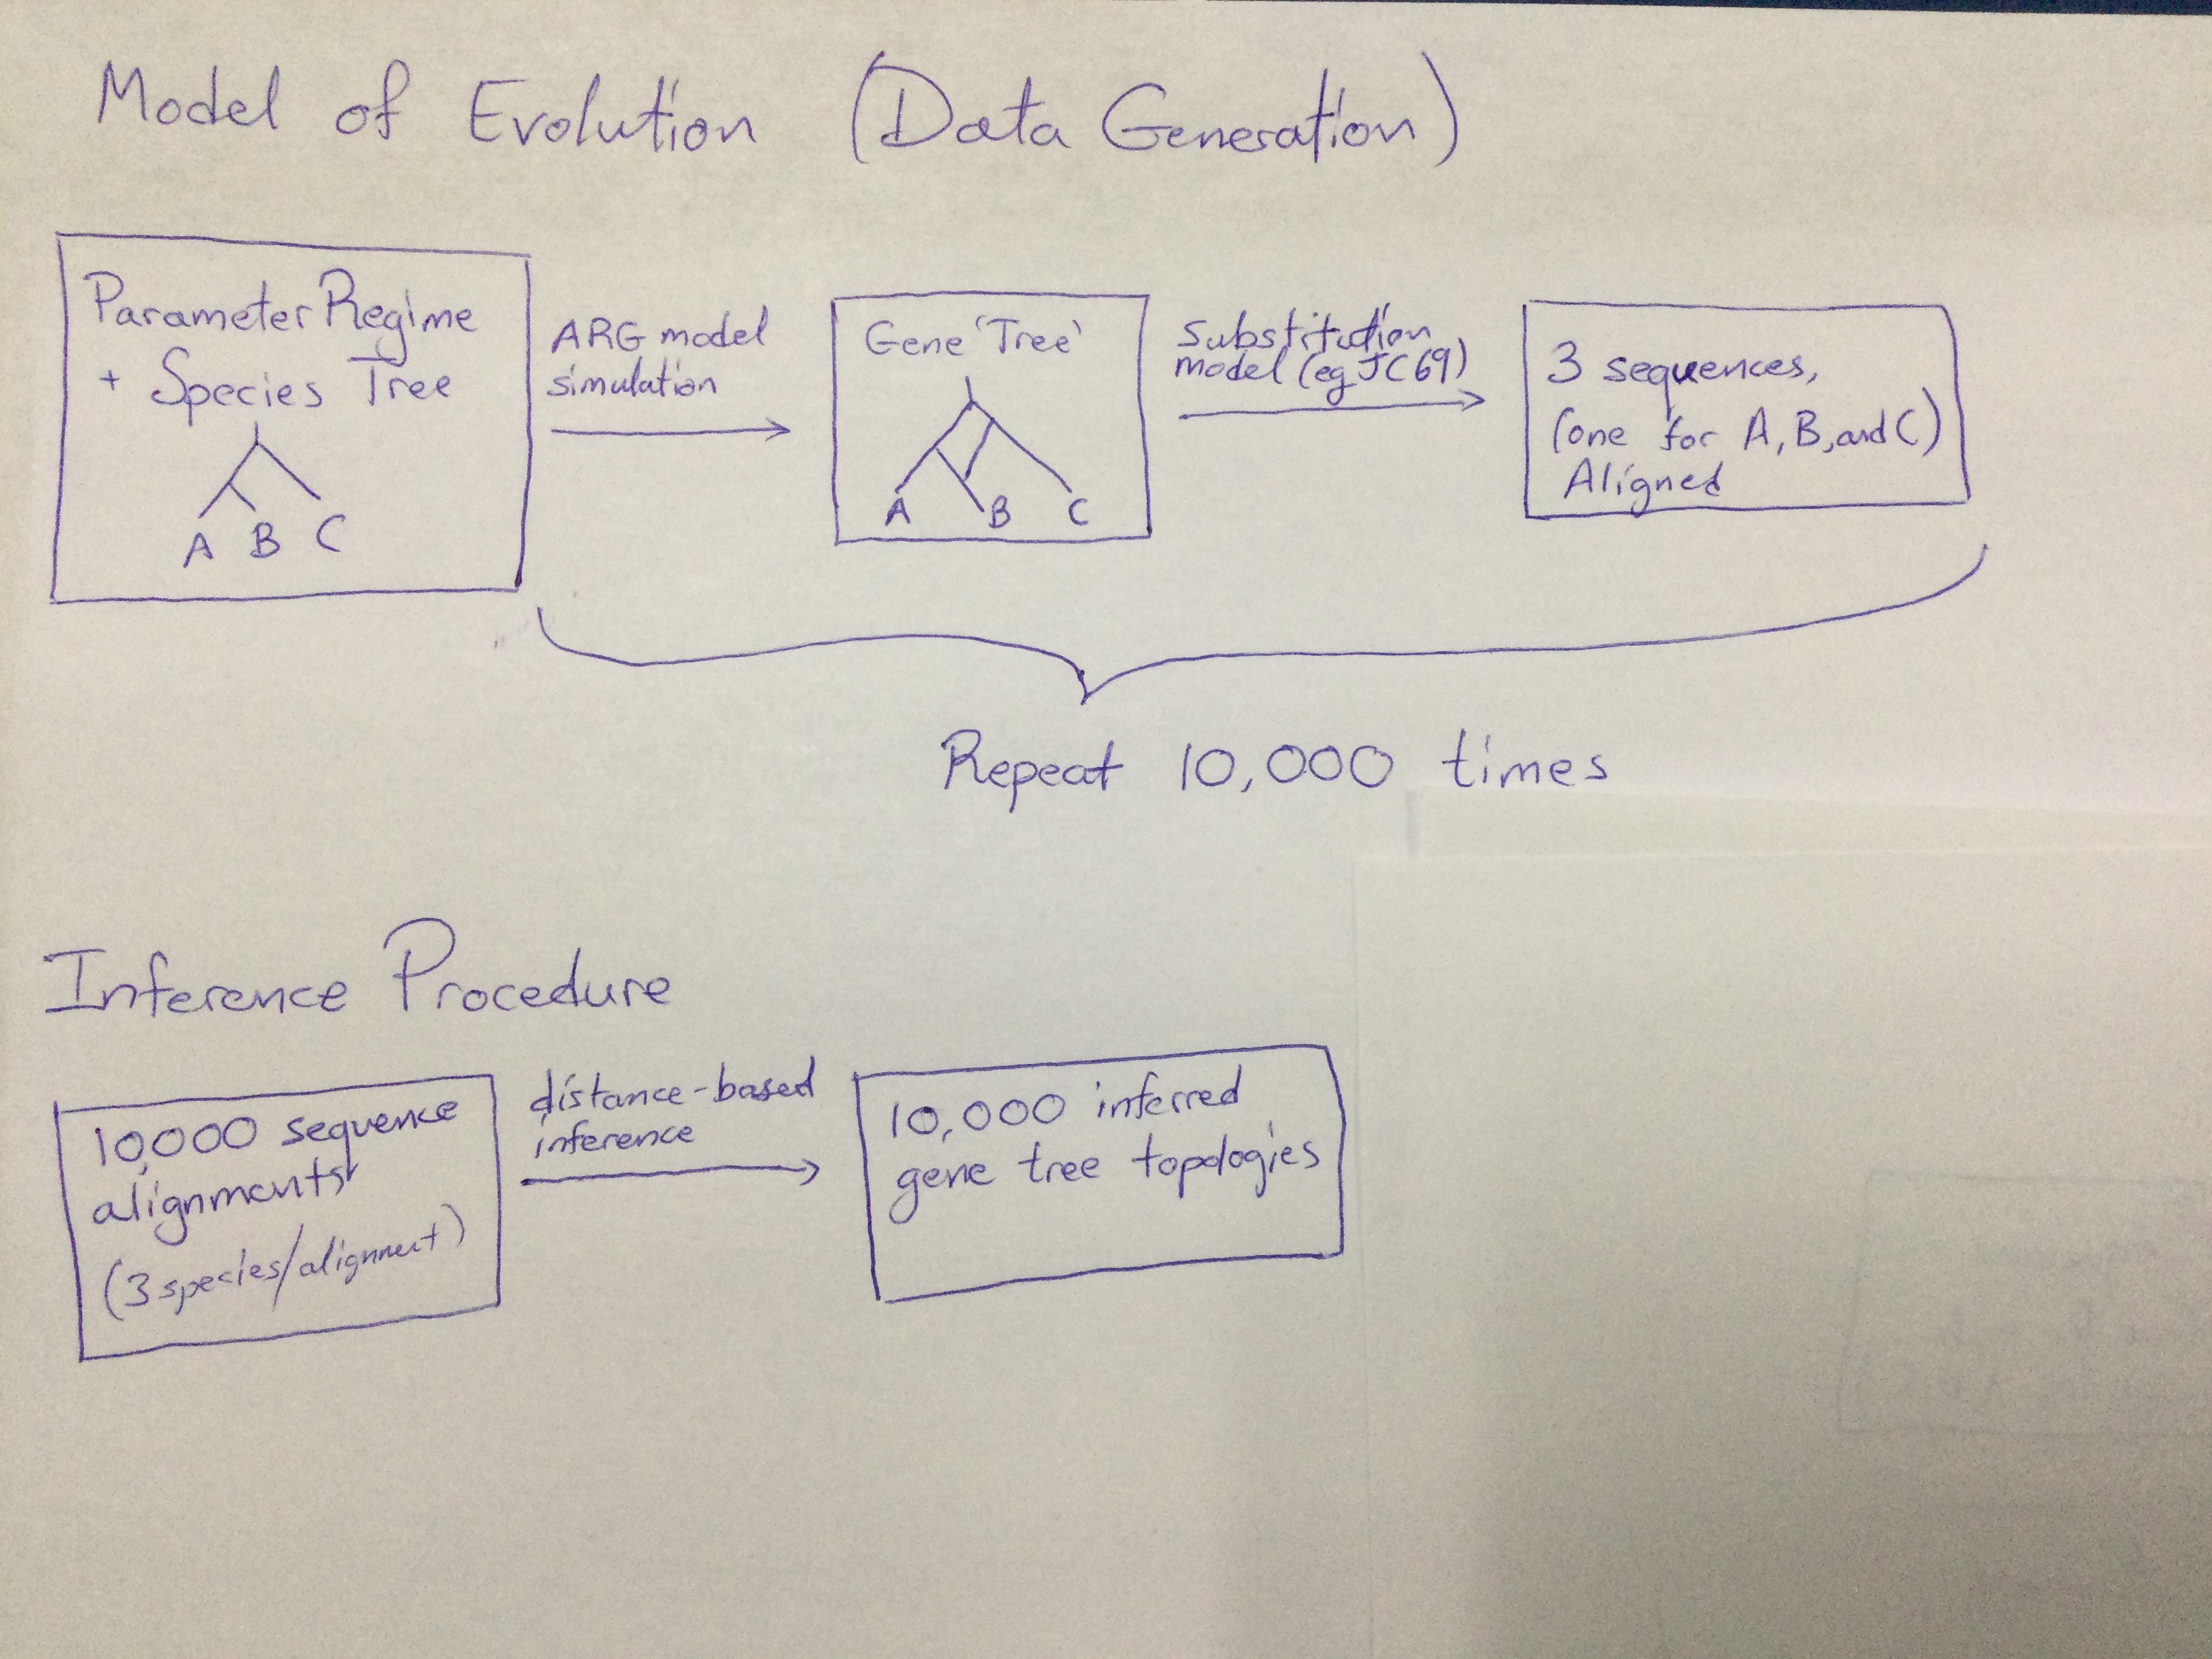 Model of Evolution (Data Generation)
Parameter Regime
+ Species Tree
A B C
ARG model
simulation
Gene 'Tree'
A B C
Substitution
model (eg JC69)
3 sequences,
(one for A, B, and C)
Aligned
Repeat 10,000 times
Inference Procedure
10,000 sequence
alignments
(3 species/alignment)
distance-based
inference
10,000 inferred
gene tree topologies